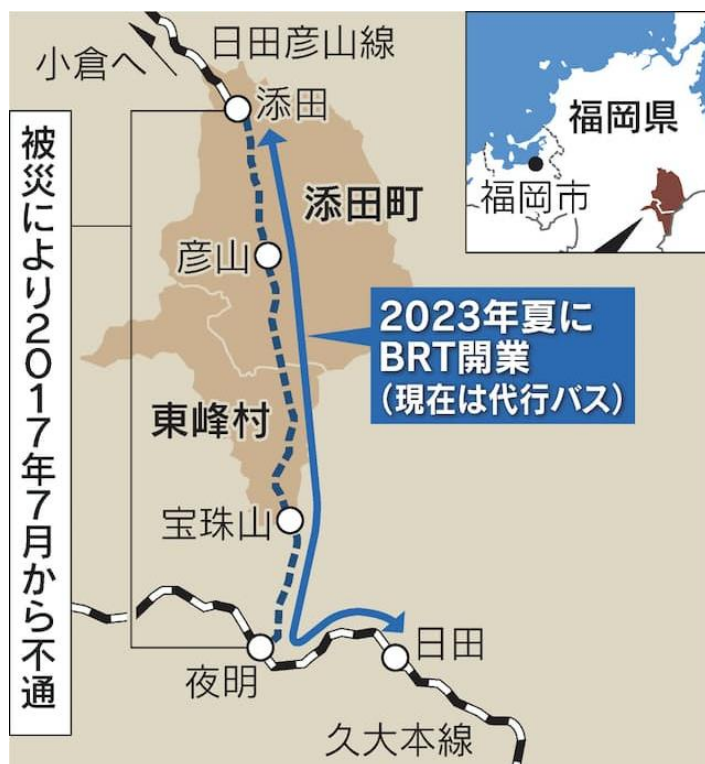 日田彦山線
小倉へ
添田
添田町
彦山
被災により2017年7月から不通
福岡県
福岡市
2023年夏に
BRT開業
(現在は代行バス)
東峰村
宝珠山
夜明
日田
久大本線